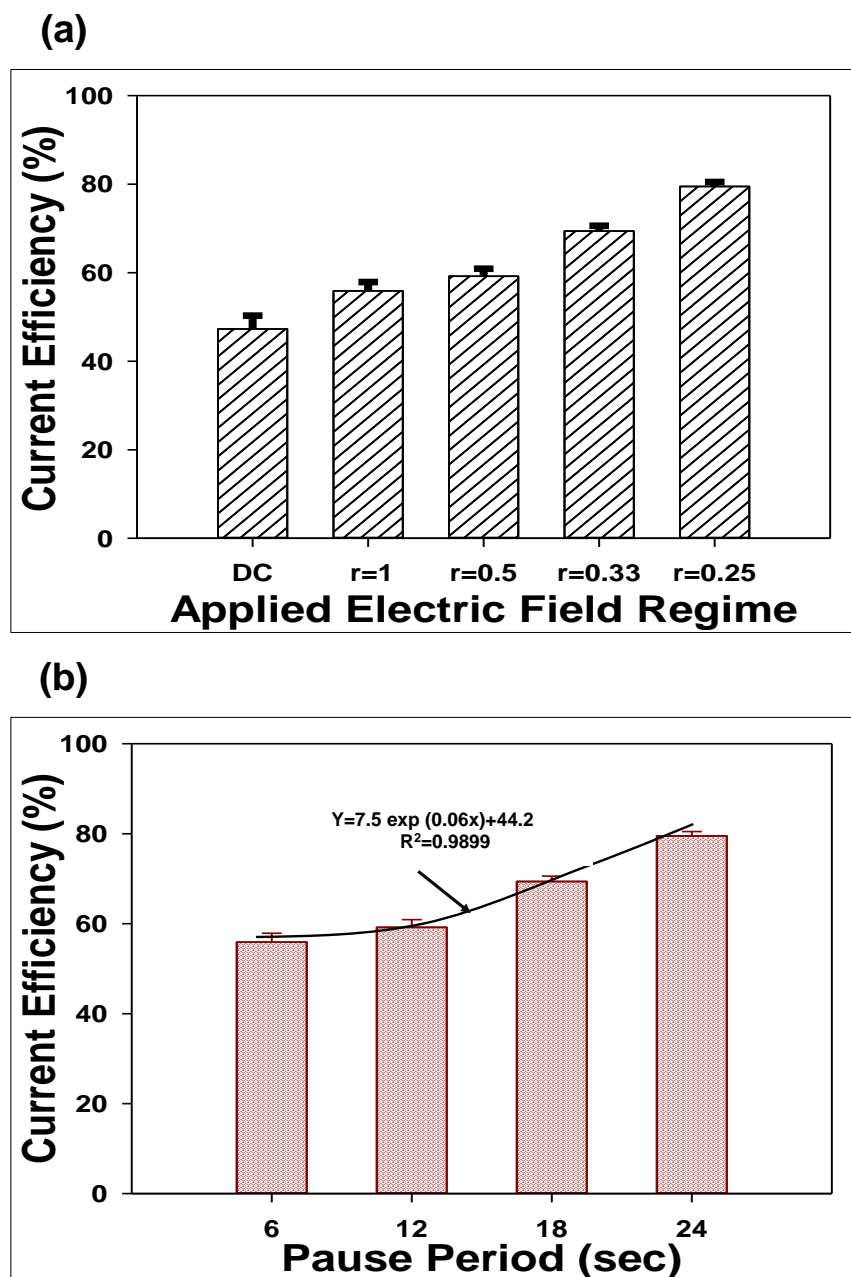 (a)
Current Efficiency (%)
100
80
60
40
20
0
DC r=1 r=0.5 r=0.33 r=0.25
Applied Electric Field Regime
(b)
Current Efficiency (%)
100
80
60
40
20
0
Y=7.5 exp (0.06x)+44.2
R²=0.9899
6 12 18 24
Pause Period (sec)